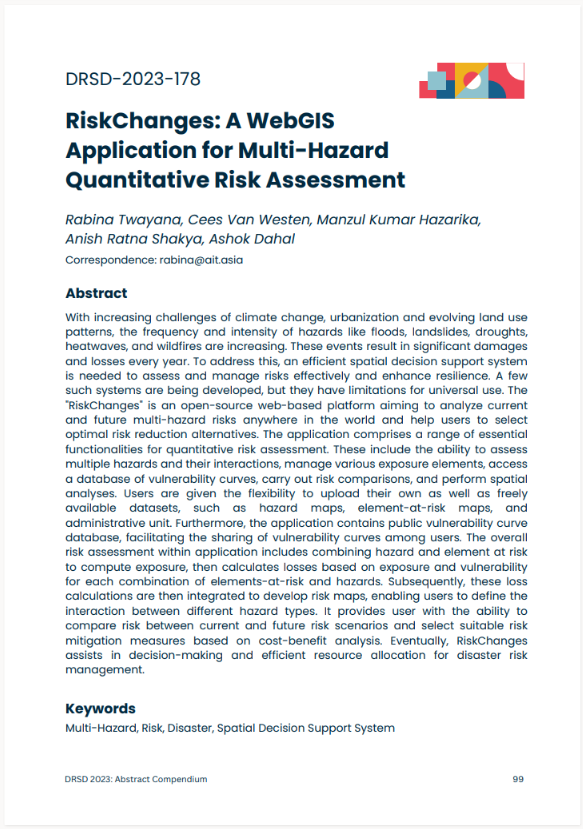 DRSD-2023-178
RiskChanges: A WebGIS
Application for Multi-Hazard
Quantitative Risk Assessment
Rabina Twayana, Cees Van Westen, Manzul Kumar Hazarika,
Anish Ratna Shakya, Ashok Dahal
Correspondence: rabina@ait.asia
Abstract
With increasing challenges of climate change, urbanization and evolving land use
patterns, the frequency and intensity of hazards like floods, landslides, droughts,
heatwaves, and wildfires are increasing. These events result in significant damages
and losses every year. To address this, an efficient spatial decision support system
is needed to assess and manage risks effectively and enhance resilience. A few
such systems are being developed, but they have limitations for universal use. The
"RiskChanges" is an open-source web-based platform aiming to analyze current
and future multi-hazard risks anywhere in the world and help users to select
optimal risk reduction alternatives. The application comprises a range of essential
functionalities for quantitative risk assessment. These include the ability to assess
multiple hazards and their interactions, manage various exposure elements, access
a database of vulnerability curves, carry out risk comparisons, and perform spatial
analyses. Users are given the flexibility to upload their own as well as freely
available datasets, such as hazard maps, element-at-risk maps, and
administrative unit. Furthermore, the application contains public vulnerability curve
database, facilitating the sharing of vulnerability curves among users. The overall
risk assessment within application includes combining hazard and element at risk
to compute exposure, then calculates losses based on exposure and vulnerability
for each combination of elements-at-risk and hazards. Subsequently, these loss
calculations are then integrated to develop risk maps, enabling users to define the
interaction between different hazard types. It provides user with the ability to
compare risk between current and future risk scenarios and select suitable risk
mitigation measures based on cost-benefit analysis. Eventually, RiskChanges
assists in decision-making and efficient resource allocation for disaster risk
management.
Keywords
Multi-Hazard, Risk, Disaster, Spatial Decision Support System
DRSD 2023: Abstract Compendium 99